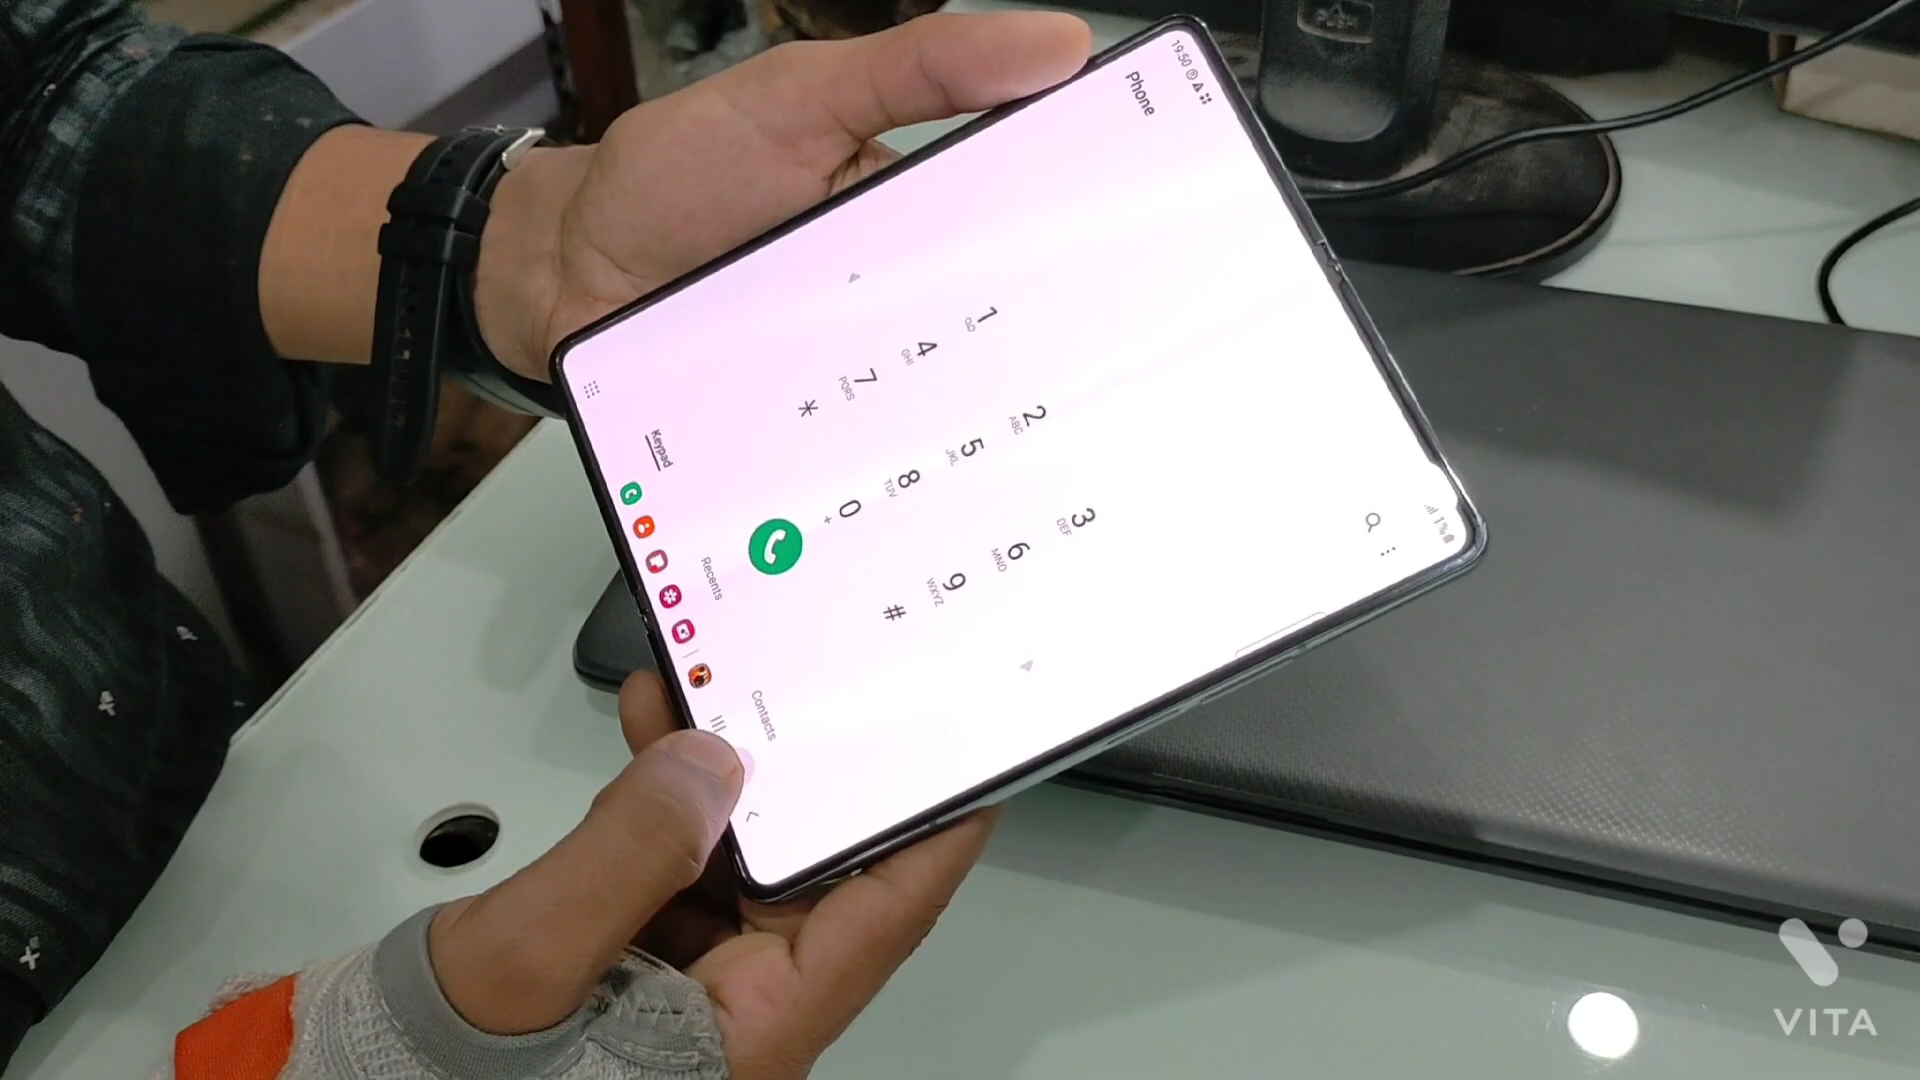 19:50
1%
Phone
1
2 ABC
3 DEF
4 GHI
5 JKL
6 MNO
7 PQRS
8 TUV
9 WXYZ
*
0 +
#
Keypad
Recents
Contacts
VITA